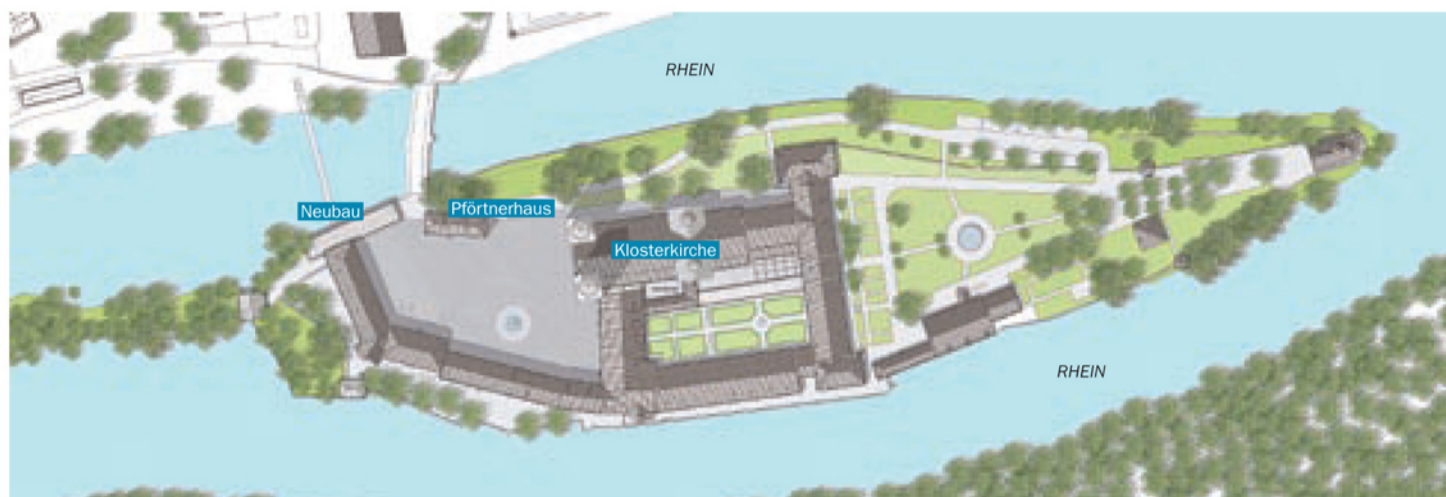 RHEIN
Neubau
Pförtnerhaus
Klosterkirche
RHEIN